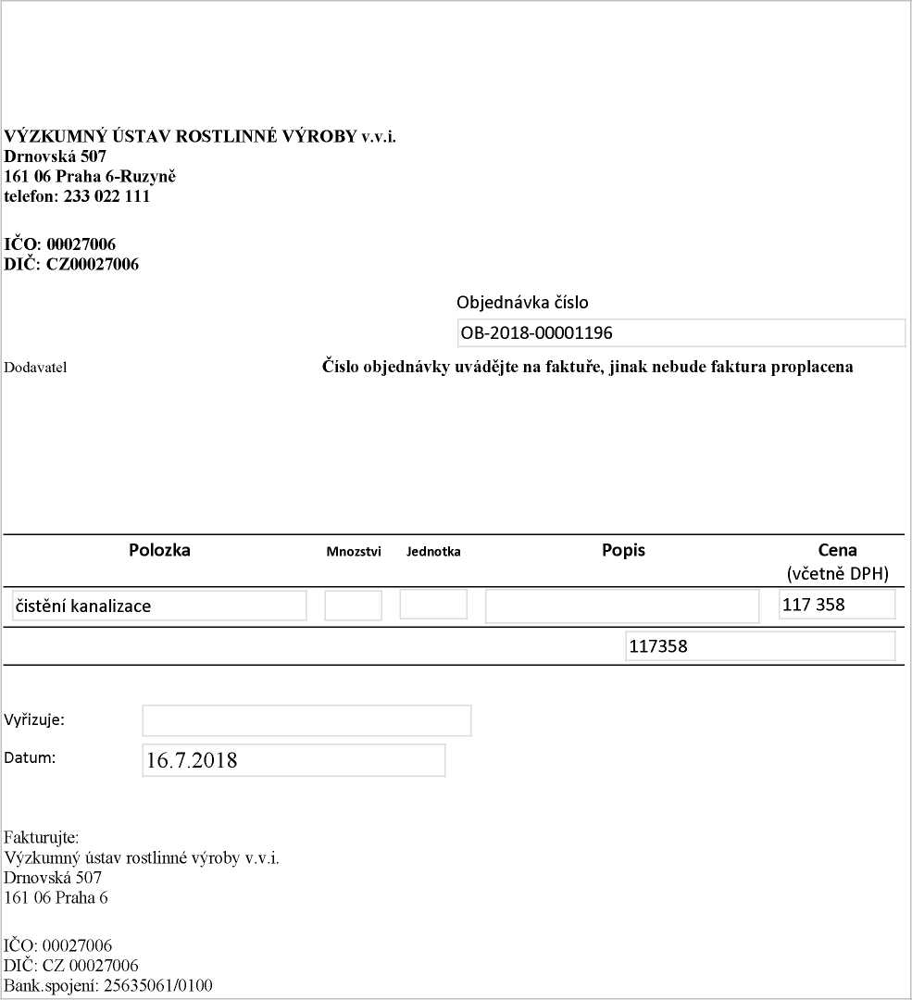 VÝZKUMNÝ ÚSTAV ROSTLINNÉ VÝROBY v.v.i.
Drnovská 507
161 06 Praha 6-Ruzyně
telefon: 233 022 111
IČO: 00027006
DIČ: CZ00027006
Objednávka číslo
OB-2018-00001196
Dodavatel Číslo objednávky uvádějte na faktuře, jinak nebude faktura proplacena
Polozka Mnozstvi Jednotka Popis Cena
(včetně DPH)
čistění kanalizace 117 358
117358
Vyřizuje:
Datum: 16.7.2018
Fakturujte:
Výzkumný ústav rostlinné výroby v.v.i.
Drnovská 507
161 06 Praha 6
IČO: 00027006
DIČ: CZ 00027006
Bank.spojení: 25635061/0100